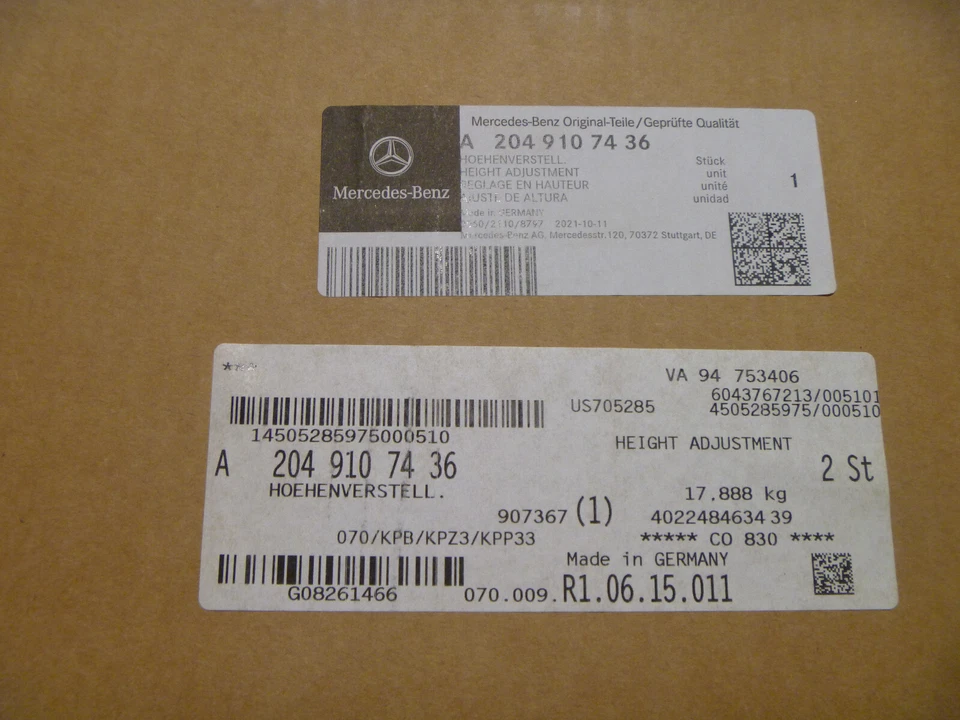 Mercedes-Benz Original-Teile/Geprüfte Qualität
A 204 910 74 36
HOEHENVERSTELL. Stück
HEIGHT ADJUSTMENT unit 1
REGLAGE EN HAUTEUR unité
AJUSTE DE ALTURA unidad
Mercedes-Benz
Made in GERMANY
2021-10-11
Mercedes-Benz AG, Mercedesstr.120, 70372 Stuttgart, DE
***
VA 94 753406
6043767213/005101
US705285 4505285975/000510
14505285975000510
HEIGHT ADJUSTMENT
A 204 910 74 36 2 St
HOEHENVERSTELL.
17.888 kg
907367 (1) 4022484634 39
070/KPB/KPZ3/KPP33 ***** CO 830 ****
Made in GERMANY
G08261466 070.009.R1.06.15.011